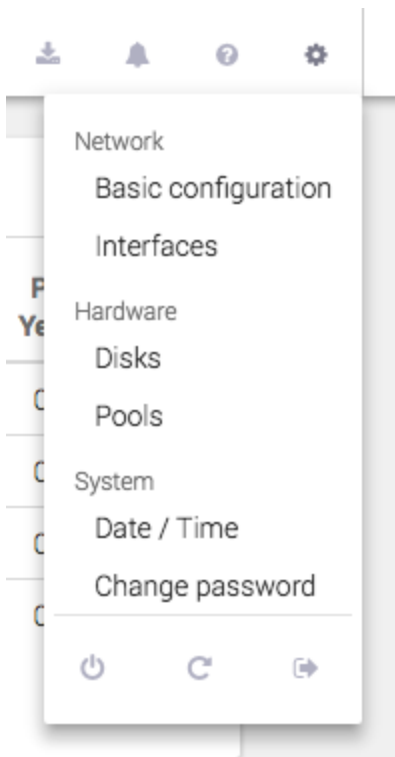 Network
Basic configuration
Interfaces
Hardware
Disks
Pools
System
Date / Time
Change password